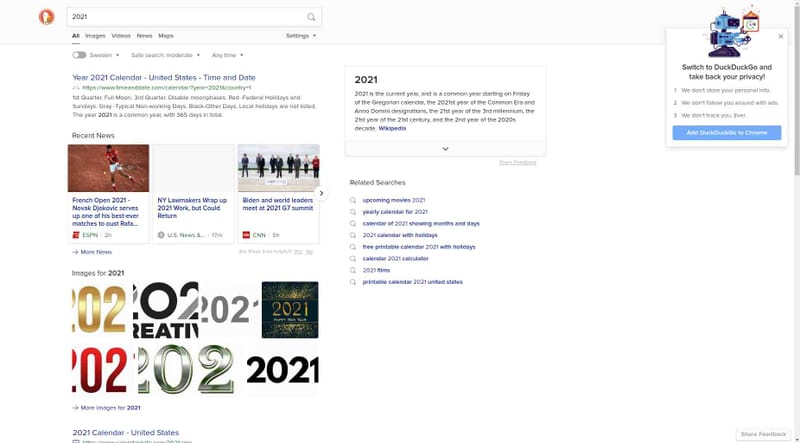 2021
All Images Videos News Maps Settings
Sweden Safe search: moderate Any time
Year 2021 Calendar - United States - Time and Date
https://www.timeanddate.com/calendar/?year=2021&country=1
1st Quarter. Full Moon. 3rd Quarter. Disable moonphases. Red -Federal Holidays and
Sundays. Gray -Typical Non-working Days. Black-Other Days. Local holidays are not listed.
The year 2021 is a common year, with 365 days in total.
Recent News
French Open 2021 -
Novak Djokovic serves
up one of his best-ever
matches to oust Rafa...
ESPN · 2h
NY Lawmakers Wrap up
2021 Work, but Could
Return
U.S. News &... · 17m
Biden and world leaders
meet at 2021 G7 summit
CNN · 5h
More News
Are these links helpful? Yes No
Images for 2021
202
202
CREATIV
2021
2021
HAPPY NEW YEAR
202
202
2021
More Images for 2021
2021 Calendar - United States
2021
2021 is the current year, and is a common year starting on Friday
of the Gregorian calendar, the 2021st year of the Common Era and
Anno Domini designations, the 21st year of the 3rd millennium, the
21st year of the 21st century, and the 2nd year of the 2020s
decade. Wikipedia
Share Feedback
Related Searches
upcoming movies 2021
yearly calendar for 2021
calendar of 2021 showing months and days
2021 calendar with holidays
free printable calendar 2021 with holidays
calendar 2021 calculator
2021 films
printable calendar 2021 united states
Switch to DuckDuckGo and
take back your privacy!
1 We don't store your personal info.
2 We don't follow you around with ads.
3 We don't track you. Ever.
Add DuckDuckGo to Chrome
Share Feedback